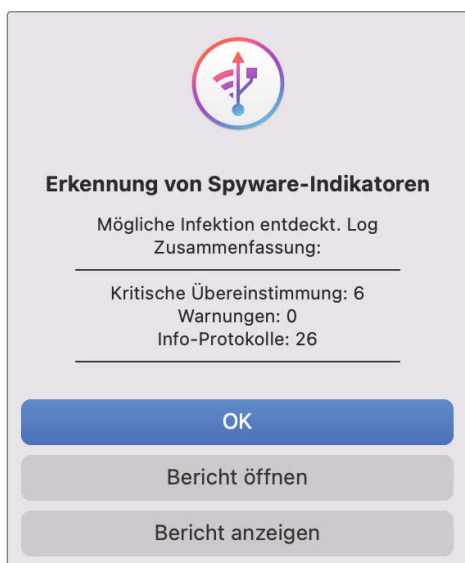 Erkennung von Spyware-Indikatoren
Mögliche Infektion entdeckt. Log
Zusammenfassung:
Kritische Übereinstimmung: 6
Warnungen: 0
Info-Protokolle: 26
OK
Bericht öffnen
Bericht anzeigen